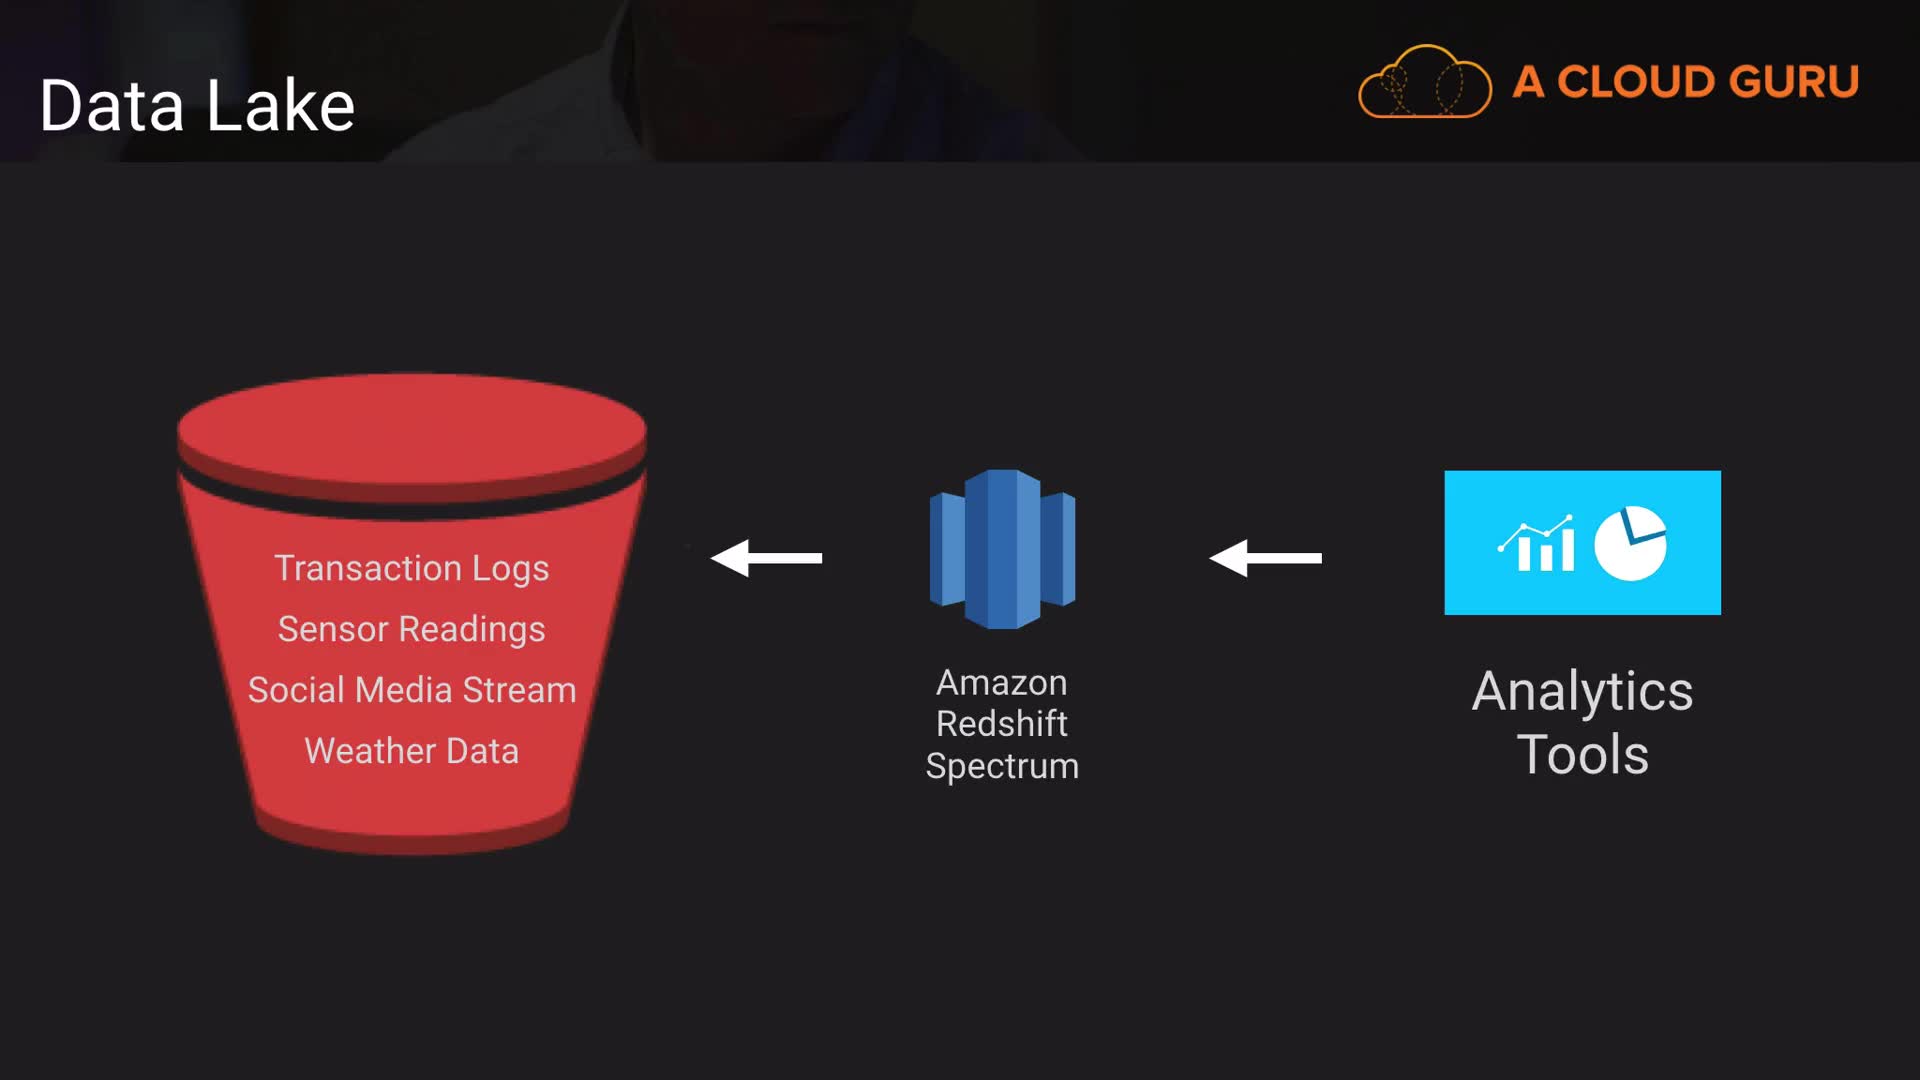 Data Lake
A CLOUD GURU
Transaction Logs
Sensor Readings
Social Media Stream
Weather Data
Amazon
Redshift
Spectrum
Analytics
Tools